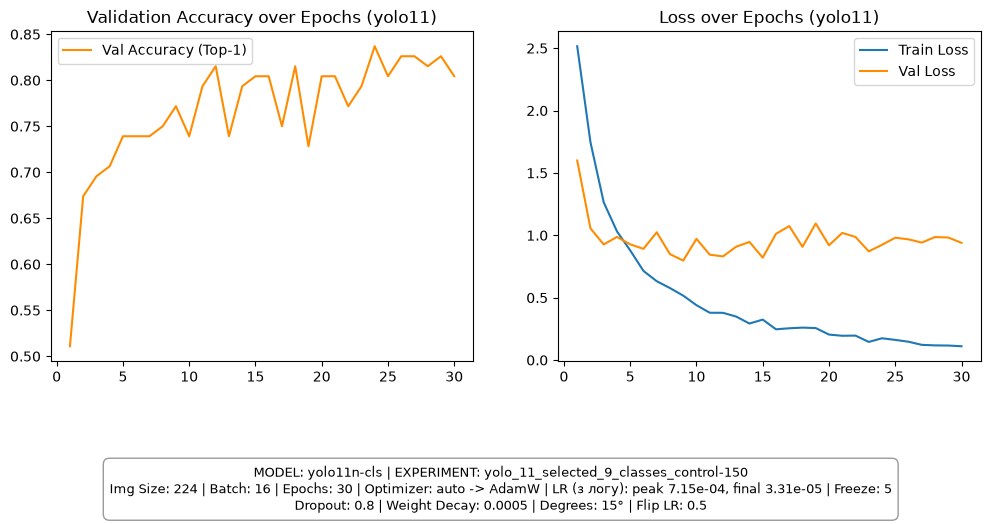 Validation Accuracy over Epochs (yolo11)
Val Accuracy (Top-1)
0.85
0.80
0.75
0.70
0.65
0.60
0.55
0.50
0 5 10 15 20 25 30
Loss over Epochs (yolo11)
Train Loss
Val Loss
2.5
2.0
1.5
1.0
0.5
0.0
0 5 10 15 20 25 30
MODEL: yolo11n-cls | EXPERIMENT: yolo_11_selected_9_classes_control-150
Img Size: 224 | Batch: 16 | Epochs: 30 | Optimizer: auto -> AdamW | LR (з логу): peak 7.15e-04, final 3.31e-05 | Freeze: 5
Dropout: 0.8 | Weight Decay: 0.0005 | Degrees: 15° | Flip LR: 0.5